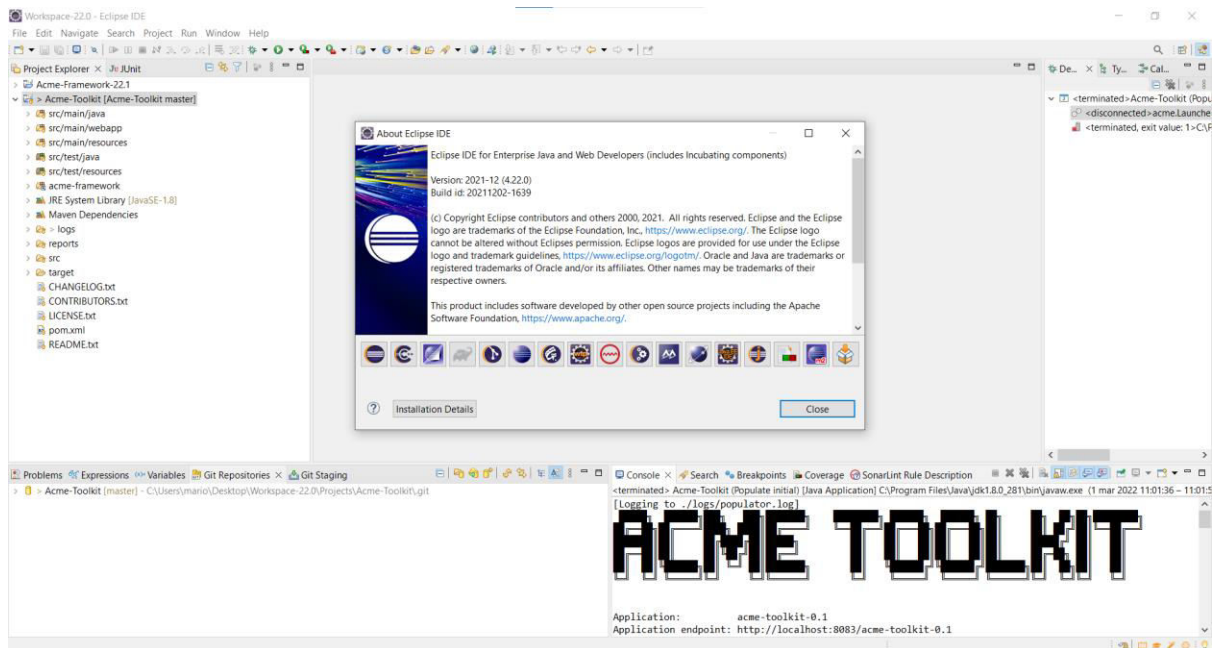 Workspace-22.0 - Eclipse IDE
File Edit Navigate Search Project Run Window Help
Project Explorer JUnit
Acme-Framework-22.1
> Acme-Toolkit [Acme-Toolkit master]
src/main/java
src/main/webapp
src/main/resources
src/test/java
src/test/resources
acme-framework
JRE System Library [JavaSE-1.8]
Maven Dependencies
> logs
reports
src
target
CHANGELOG.txt
CONTRIBUTORS.txt
LICENSE.txt
pom.xml
README.txt
About Eclipse IDE
Eclipse IDE for Enterprise Java and Web Developers (includes Incubating components)
Version: 2021-12 (4.22.0)
Build id: 20211202-1639
(c) Copyright Eclipse contributors and others 2000, 2021. All rights reserved. Eclipse and the Eclipse
logo are trademarks of the Eclipse Foundation, Inc., https://www.eclipse.org/. The Eclipse logo
cannot be altered without Eclipses permission. Eclipse logos are provided for use under the Eclipse
logo and trademark guidelines, https://www.eclipse.org/logotm/. Oracle and Java are trademarks or
registered trademarks of Oracle and/or its affiliates. Other names may be trademarks of their
respective owners.
This product includes software developed by other open source projects including the Apache
Software Foundation, https://www.apache.org/.
Installation Details
Close
De... Ty... Cal...
<terminated>Acme-Toolkit (Popu
<disconnected>acme.Launche
<terminated, exit value: 1>C:\P
Problems Expressions Variables Git Repositories Git Staging
> Acme-Toolkit [master] - C:\Users\mario\Desktop\Workspace-22.0\Projects\Acme-Toolkit\.git
Console Search Breakpoints Coverage SonarLint Rule Description
<terminated> Acme-Toolkit (Populate initial) [Java Application] C:\Program Files\Java\jdk1.8.0_281\bin\javaw.exe (1 mar 2022 11:01:36 – 11:01:5
[Logging to ./logs/populator.log]
ACME TOOLKIT
Application: acme-toolkit-0.1
Application endpoint: http://localhost:8083/acme-toolkit-0.1